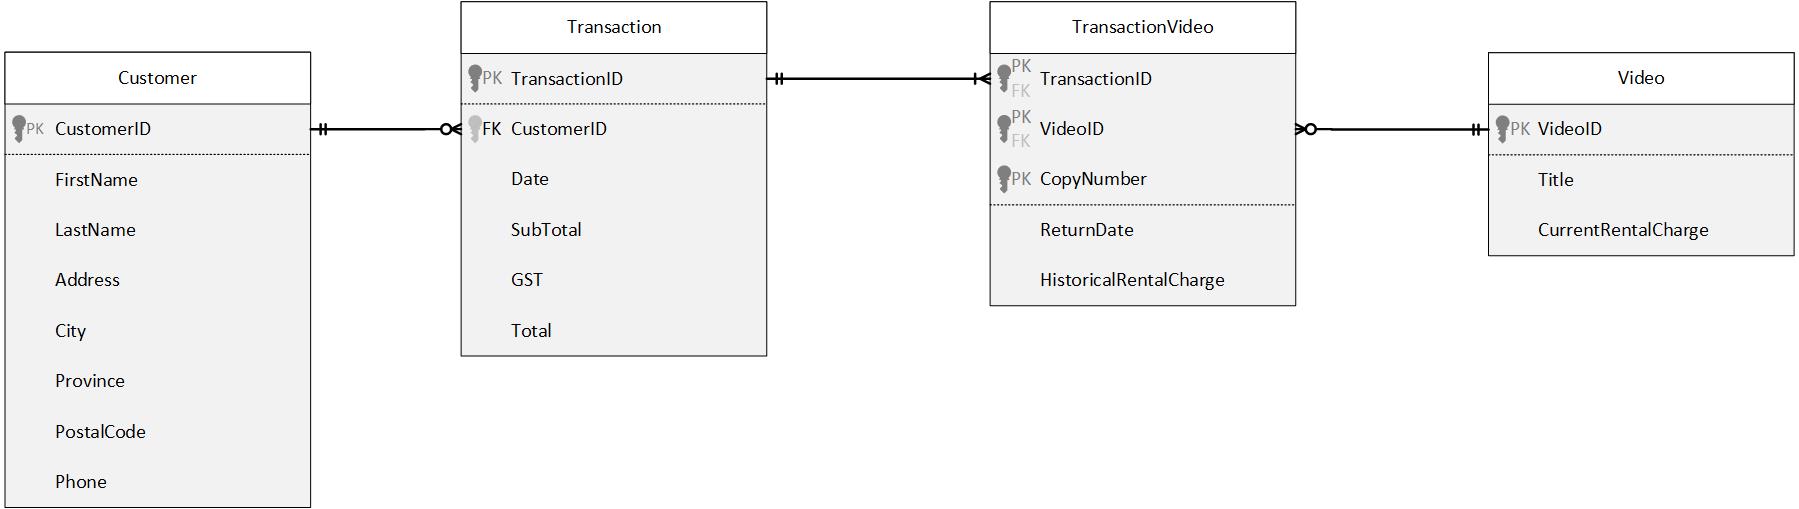 Customer
PK CustomerID
FirstName
LastName
Address
City
Province
PostalCode
Phone
Transaction
PK TransactionID
FK CustomerID
Date
SubTotal
GST
Total
TransactionVideo
PK
FK
TransactionID
PK
FK
VideoID
PK CopyNumber
ReturnDate
HistoricalRentalCharge
Video
PK VideoID
Title
CurrentRentalCharge